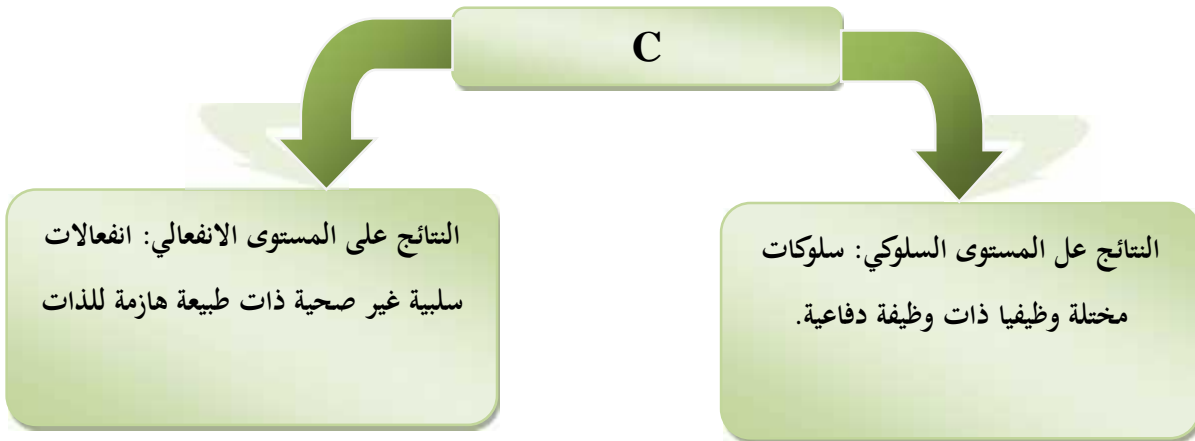 C
النتائج عل المستوى السلوكي: سلوكات
مختلة وظيفيا ذات وظيفة دفاعية.
النتائج على المستوى الانفعالي: انفعالات
سلبية غير صحية ذات طبيعة هازمة للذات